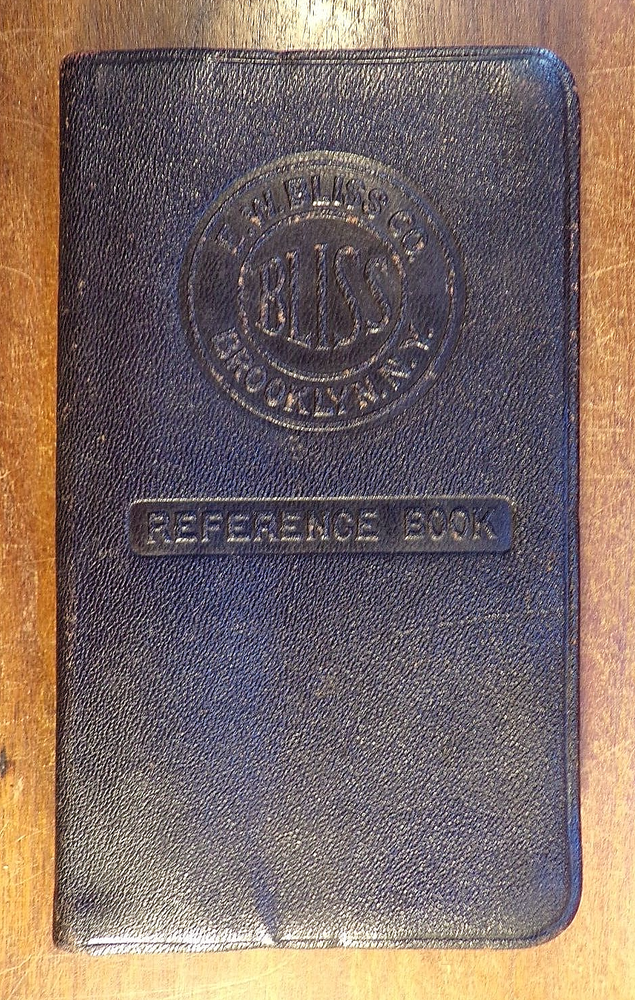 E. W. BLISS CO.
BLISS
BROOKLYN. N. Y.
REFERENCE BOOK